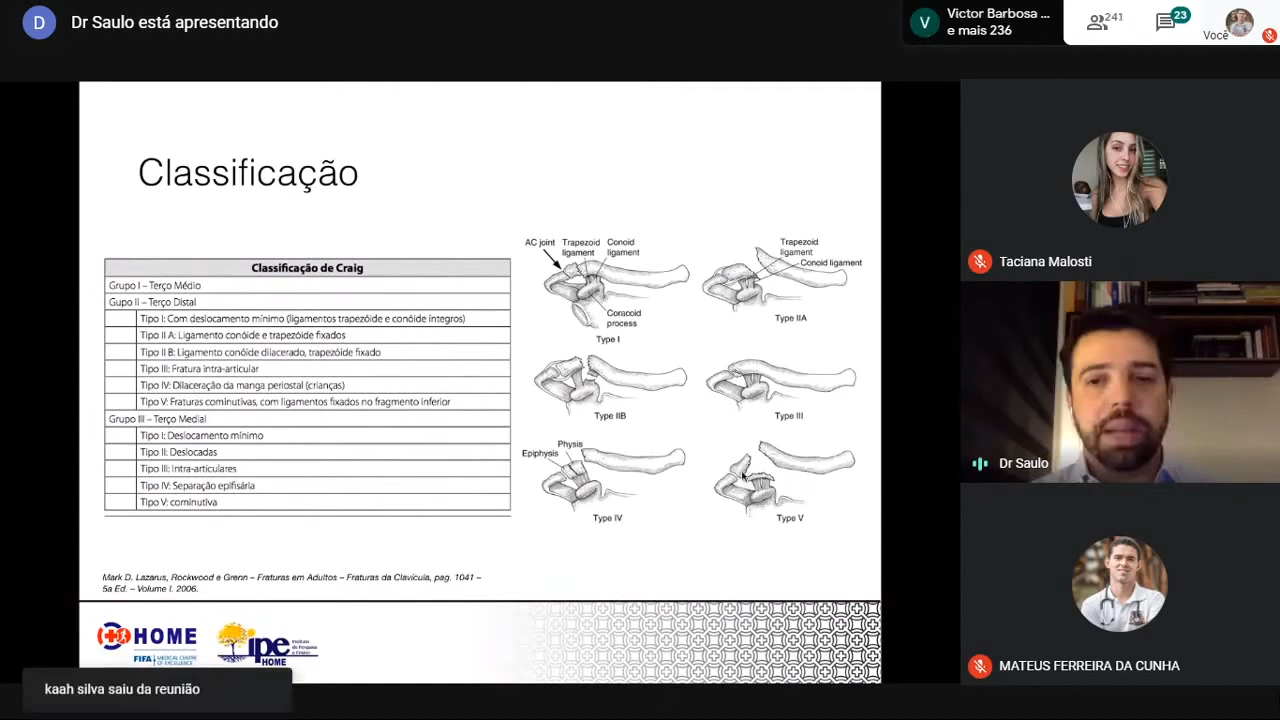 D
Dr Saulo está apresentando
V
Victor Barbosa ...
e mais 236
241
23
Você
Classificação
Classificação de Craig
Grupo I – Terço Médio
Gupo II – Terço Distal
Tipo I: Com deslocamento mínimo (ligamentos trapezóide e conóide íntegros)
Tipo II A: Ligamento conóide e trapezóide fixados
Tipo II B: Ligamento conóide dilacerado, trapezóide fixado
Tipo III: Fratura intra-articular
Tipo IV: Dilaceração da manga periostal (crianças)
Tipo V: Fraturas cominutivas, com ligamentos fixados no fragmento inferior
Grupo III – Terço Medial
Tipo I: Deslocamento mínimo
Tipo II: Deslocadas
Tipo III: Intra-articulares
Tipo IV: Separação epifisária
Tipo V: cominutiva
AC joint
Trapezoid
ligament
Conoid
ligament
Coracoid
process
Type I
Trapezoid
ligament
Conoid ligament
Type IIA
Type IIB
Type III
Epiphysis
Physis
Type IV
Type V
Mark D. Lazarus, Rockwood e Grenn – Fraturas em Adultos – Fraturas da Clavícula, pag. 1041 –
5a Ed. – Volume I. 2006.
HOME
FIFA MEDICAL CENTRE
OF EXCELLENCE
ipe
HOME
Instituto
de Pesquisa
e Ensino
kaah silva saiu da reunião
Taciana Malosti
Dr Saulo
MATEUS FERREIRA DA CUNHA